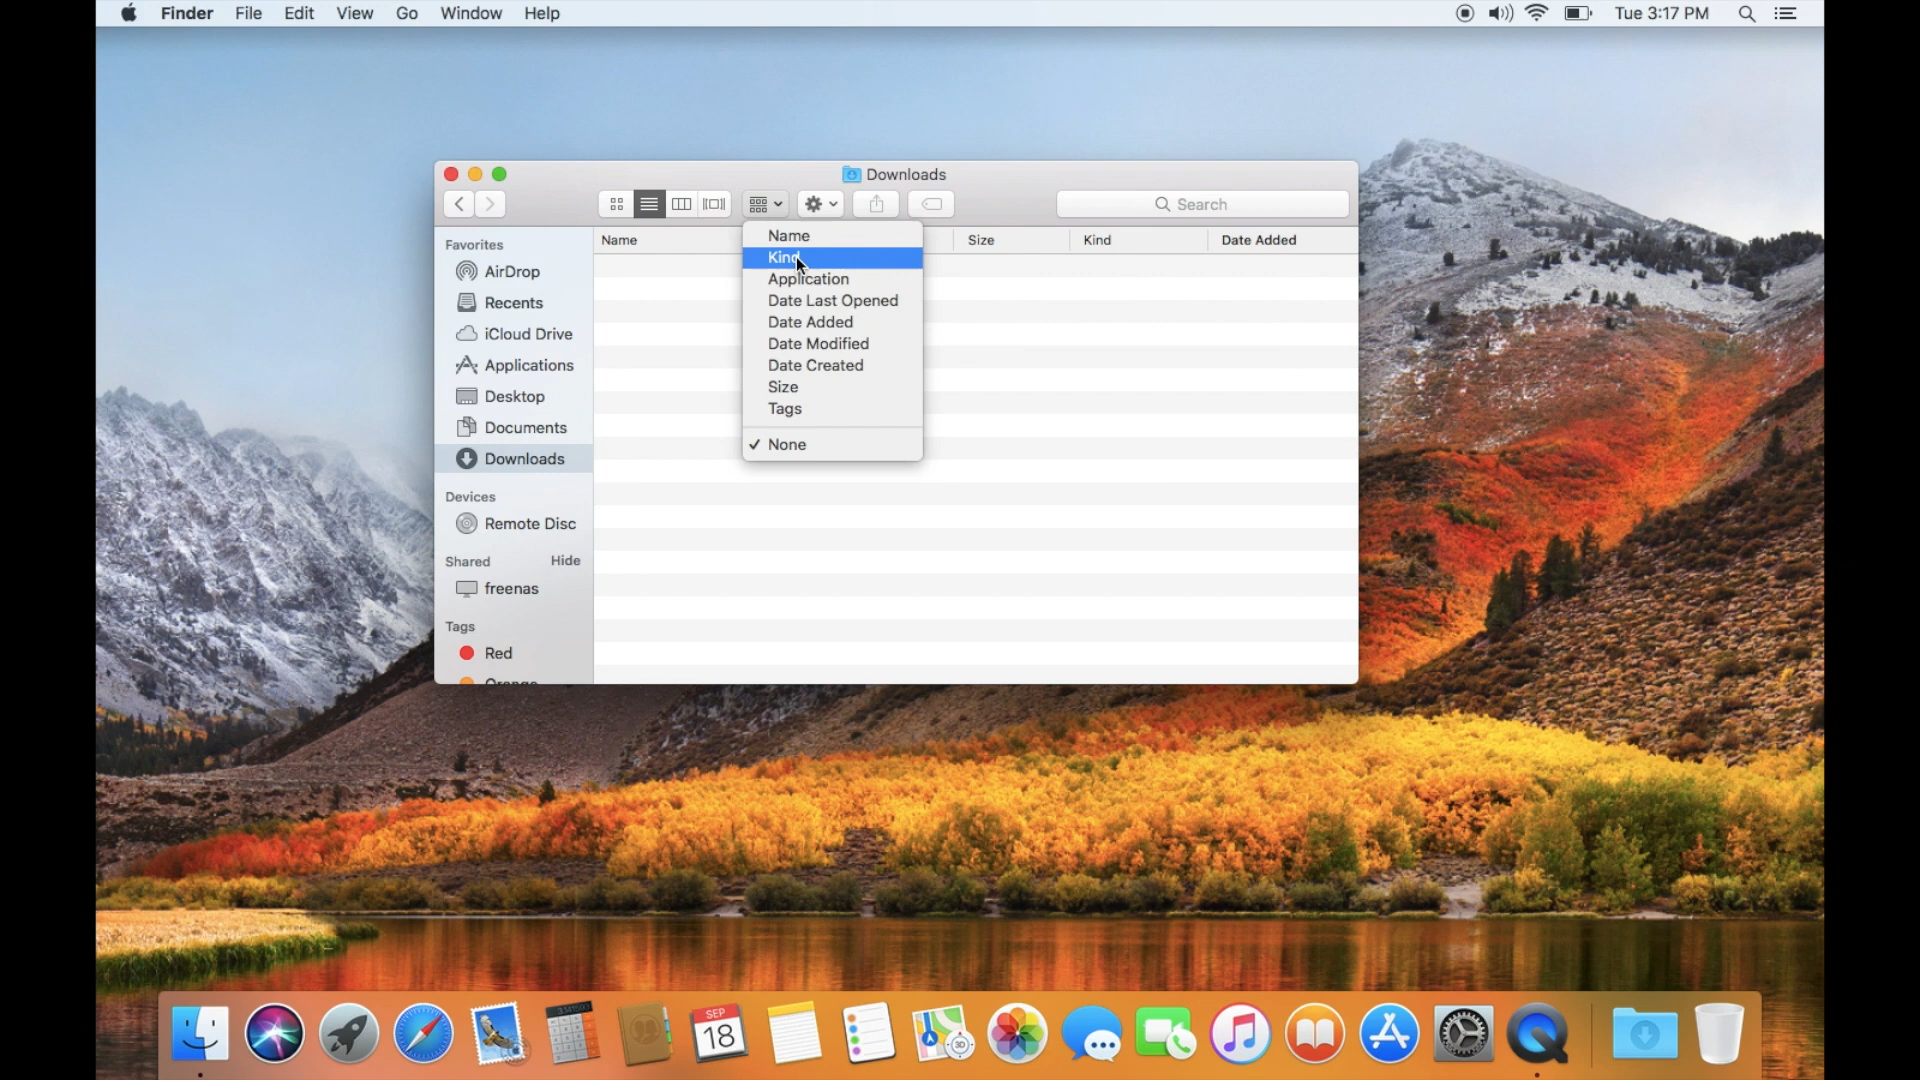 Finder File Edit View Go Window Help Tue 3:17 PM
Downloads
Search
Name Size Kind Date Added
Favorites
AirDrop
Recents
iCloud Drive
Applications
Desktop
Documents
Downloads
Devices
Remote Disc
Shared Hide
freenas
Tags
Red
Orange
Name
Kind
Application
Date Last Opened
Date Added
Date Modified
Date Created
Size
Tags
✓ None
SEP
18
3D